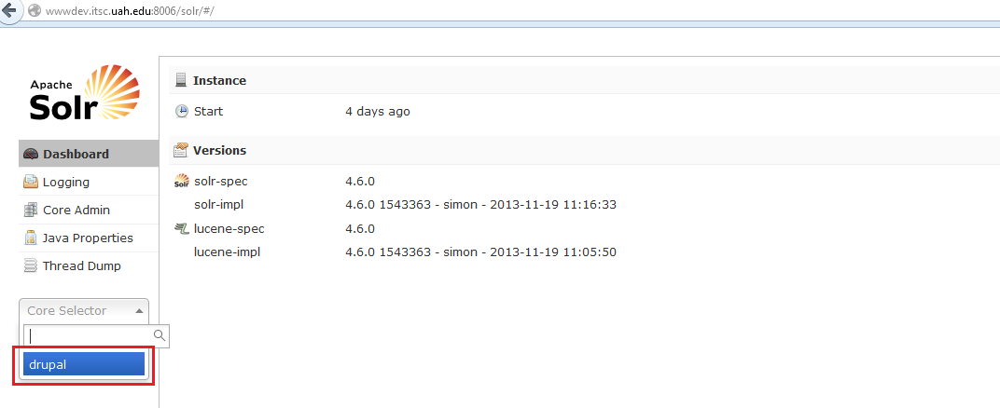 wwwdev.itsc.uah.edu:8006/solr/#/
Apache
Solr
Dashboard
Logging
Core Admin
Java Properties
Thread Dump
Core Selector
drupal
Instance
Start 4 days ago
Versions
Solr solr-spec 4.6.0
solr-impl 4.6.0 1543363 - simon - 2013-11-19 11:16:33
lucene-spec 4.6.0
lucene-impl 4.6.0 1543363 - simon - 2013-11-19 11:05:50